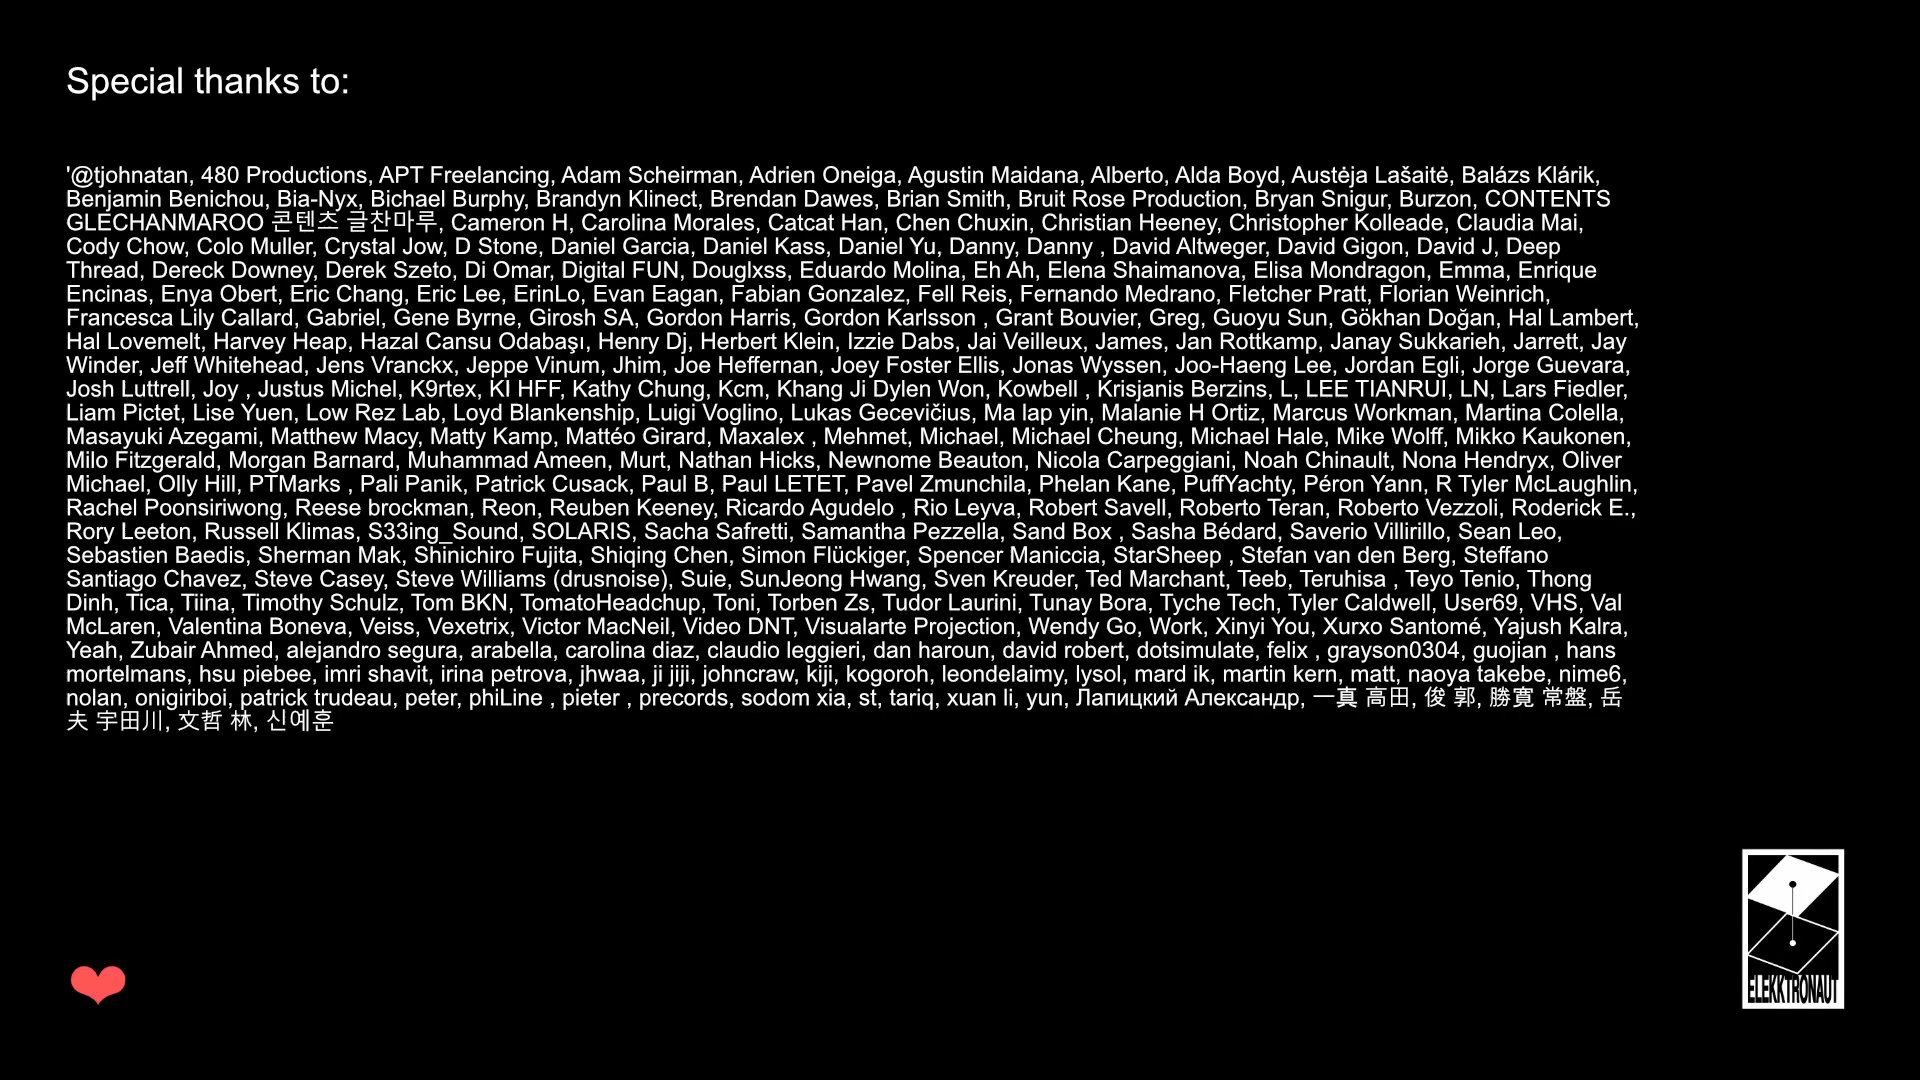 Special thanks to:
'@tjohnatan, 480 Productions, APT Freelancing, Adam Scheirman, Adrien Oneiga, Agustin Maidana, Alberto, Alda Boyd, Austėja Lašaitė, Balázs Klárik,
Benjamin Benichou, Bia-Nyx, Bichael Burphy, Brandyn Klinect, Brendan Dawes, Brian Smith, Bruit Rose Production, Bryan Snigur, Burzon, CONTENTS
GLECHANMAROO 콘텐츠 글찬마루, Cameron H, Carolina Morales, Catcat Han, Chen Chuxin, Christian Heeney, Christopher Kolleade, Claudia Mai,
Cody Chow, Colo Muller, Crystal Jow, D Stone, Daniel Garcia, Daniel Kass, Daniel Yu, Danny, Danny , David Altweger, David Gigon, David J, Deep
Thread, Dereck Downey, Derek Szeto, Di Omar, Digital FUN, Douglxss, Eduardo Molina, Eh Ah, Elena Shaimanova, Elisa Mondragon, Emma, Enrique
Encinas, Enya Obert, Eric Chang, Eric Lee, ErinLo, Evan Eagan, Fabian Gonzalez, Fell Reis, Fernando Medrano, Fletcher Pratt, Florian Weinrich,
Francesca Lily Callard, Gabriel, Gene Byrne, Girosh SA, Gordon Harris, Gordon Karlsson , Grant Bouvier, Greg, Guoyu Sun, Gökhan Doğan, Hal Lambert,
Hal Lovemelt, Harvey Heap, Hazal Cansu Odabaşı, Henry Dj, Herbert Klein, Izzie Dabs, Jai Veilleux, James, Jan Rottkamp, Janay Sukkarieh, Jarrett, Jay
Winder, Jeff Whitehead, Jens Vranckx, Jeppe Vinum, Jhim, Joe Heffernan, Joey Foster Ellis, Jonas Wyssen, Joo-Haeng Lee, Jordan Egli, Jorge Guevara,
Josh Luttrell, Joy , Justus Michel, K9rtex, KI HFF, Kathy Chung, Kcm, Khang Ji Dylen Won, Kowbell , Krisjanis Berzins, L, LEE TIANRUI, LN, Lars Fiedler,
Liam Pictet, Lise Yuen, Low Rez Lab, Loyd Blankenship, Luigi Voglino, Lukas Gecevičius, Ma lap yin, Malanie H Ortiz, Marcus Workman, Martina Colella,
Masayuki Azegami, Matthew Macy, Matty Kamp, Mattéo Girard, Maxalex , Mehmet, Michael, Michael Cheung, Michael Hale, Mike Wolff, Mikko Kaukonen,
Milo Fitzgerald, Morgan Barnard, Muhammad Ameen, Murt, Nathan Hicks, Newnome Beauton, Nicola Carpeggiani, Noah Chinault, Nona Hendryx, Oliver
Michael, Olly Hill, PTMarks , Pali Panik, Patrick Cusack, Paul B, Paul LETET, Pavel Zmunchila, Phelan Kane, PuffYachty, Péron Yann, R Tyler McLaughlin,
Rachel Poonsiriwong, Reese brockman, Reon, Reuben Keeney, Ricardo Agudelo , Rio Leyva, Robert Savell, Roberto Teran, Roberto Vezzoli, Roderick E.,
Rory Leeton, Russell Klimas, S33ing_Sound, SOLARIS, Sacha Safretti, Samantha Pezzella, Sand Box , Sasha Bédard, Saverio Villirillo, Sean Leo,
Sebastien Baedis, Sherman Mak, Shinichiro Fujita, Shiqing Chen, Simon Flückiger, Spencer Maniccia, StarSheep , Stefan van den Berg, Steffano
Santiago Chavez, Steve Casey, Steve Williams (drusnoise), Suie, SunJeong Hwang, Sven Kreuder, Ted Marchant, Teeb, Teruhisa , Teyo Tenio, Thong
Dinh, Tica, Tiina, Timothy Schulz, Tom BKN, TomatoHeadchup, Toni, Torben Zs, Tudor Laurini, Tunay Bora, Tyche Tech, Tyler Caldwell, User69, VHS, Val
McLaren, Valentina Boneva, Veiss, Vexetrix, Victor MacNeil, Video DNT, Visualarte Projection, Wendy Go, Work, Xinyi You, Xurxo Santomé, Yajush Kalra,
Yeah, Zubair Ahmed, alejandro segura, arabella, carolina diaz, claudio leggieri, dan haroun, david robert, dotsimulate, felix , grayson0304, guojian , hans
mortelmans, hsu piebee, imri shavit, irina petrova, jhwaa, ji jiji, johncraw, kiji, kogoroh, leondelaimy, lysol, mard ik, martin kern, matt, naoya takebe, nime6,
nolan, onigiriboi, patrick trudeau, peter, phiLine , pieter , precords, sodom xia, st, tariq, xuan li, yun, Лапицкий Александр, 一真 高田, 俊 郭, 勝寛 常盤, 岳
夫 宇田川, 文哲 林, 신예훈
ELEKKTRONAUT